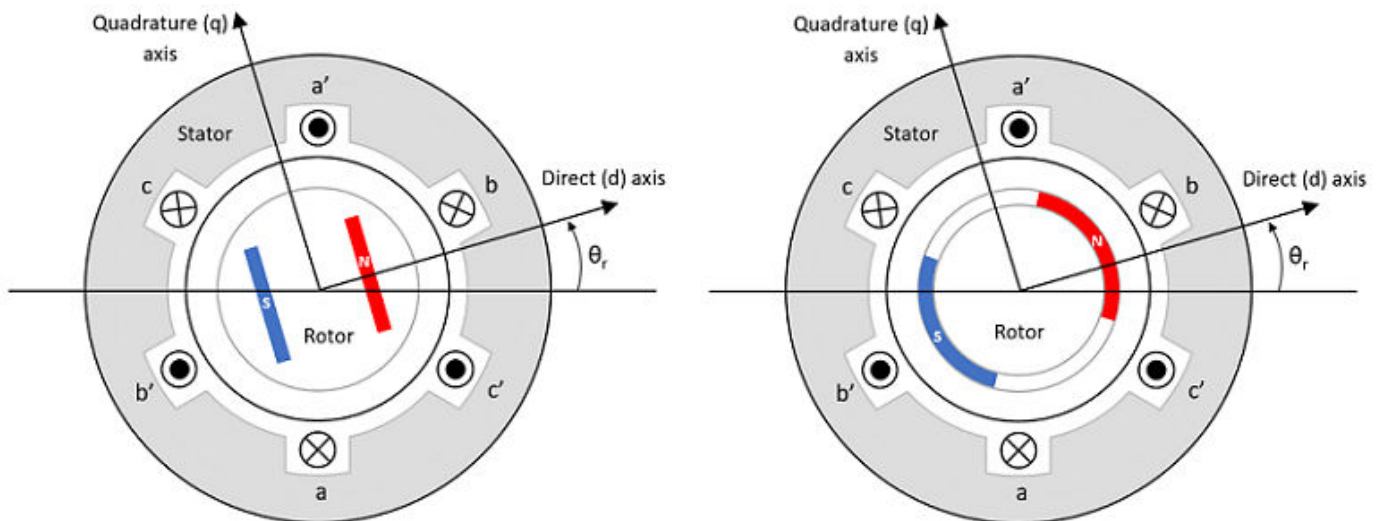 Quadrature (q)
axis
a’
Stator
c
b
Direct (d) axis
N
θr
S
Rotor
b’
c’
a
Quadrature (q)
axis
a’
Stator
c
b
Direct (d) axis
N
θr
S
Rotor
b’
c’
a